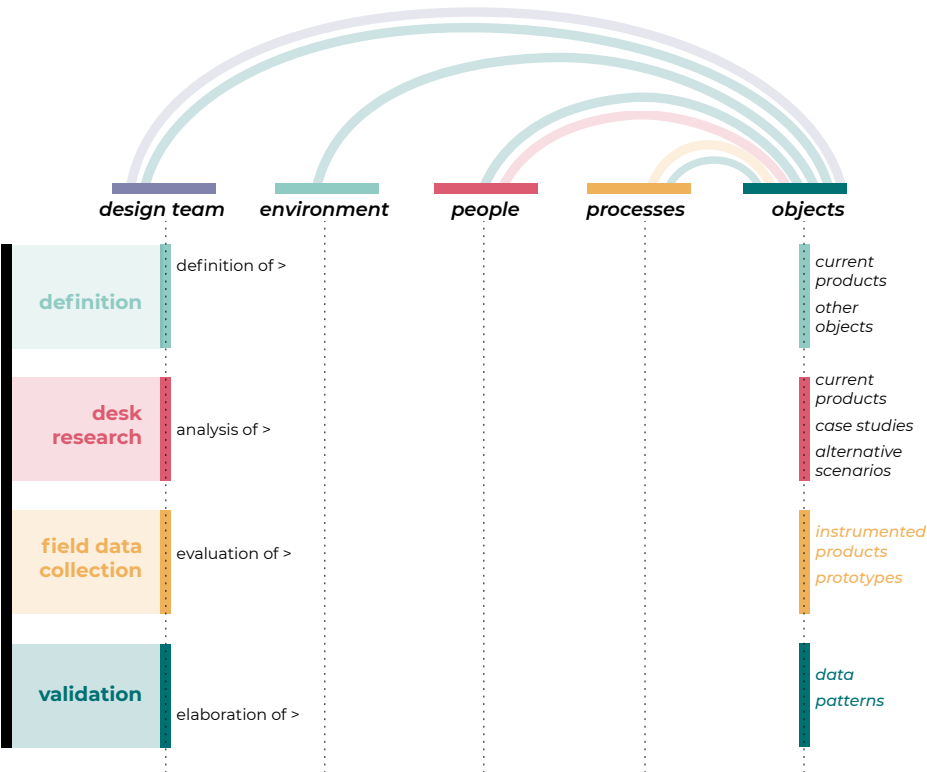 design team
environment
people
processes
objects
definition
definition of >
current
products
other
objects
desk
research
analysis of >
current
products
case studies
alternative
scenarios
field data
collection
evaluation of >
instrumented
products
prototypes
validation
elaboration of >
data
patterns